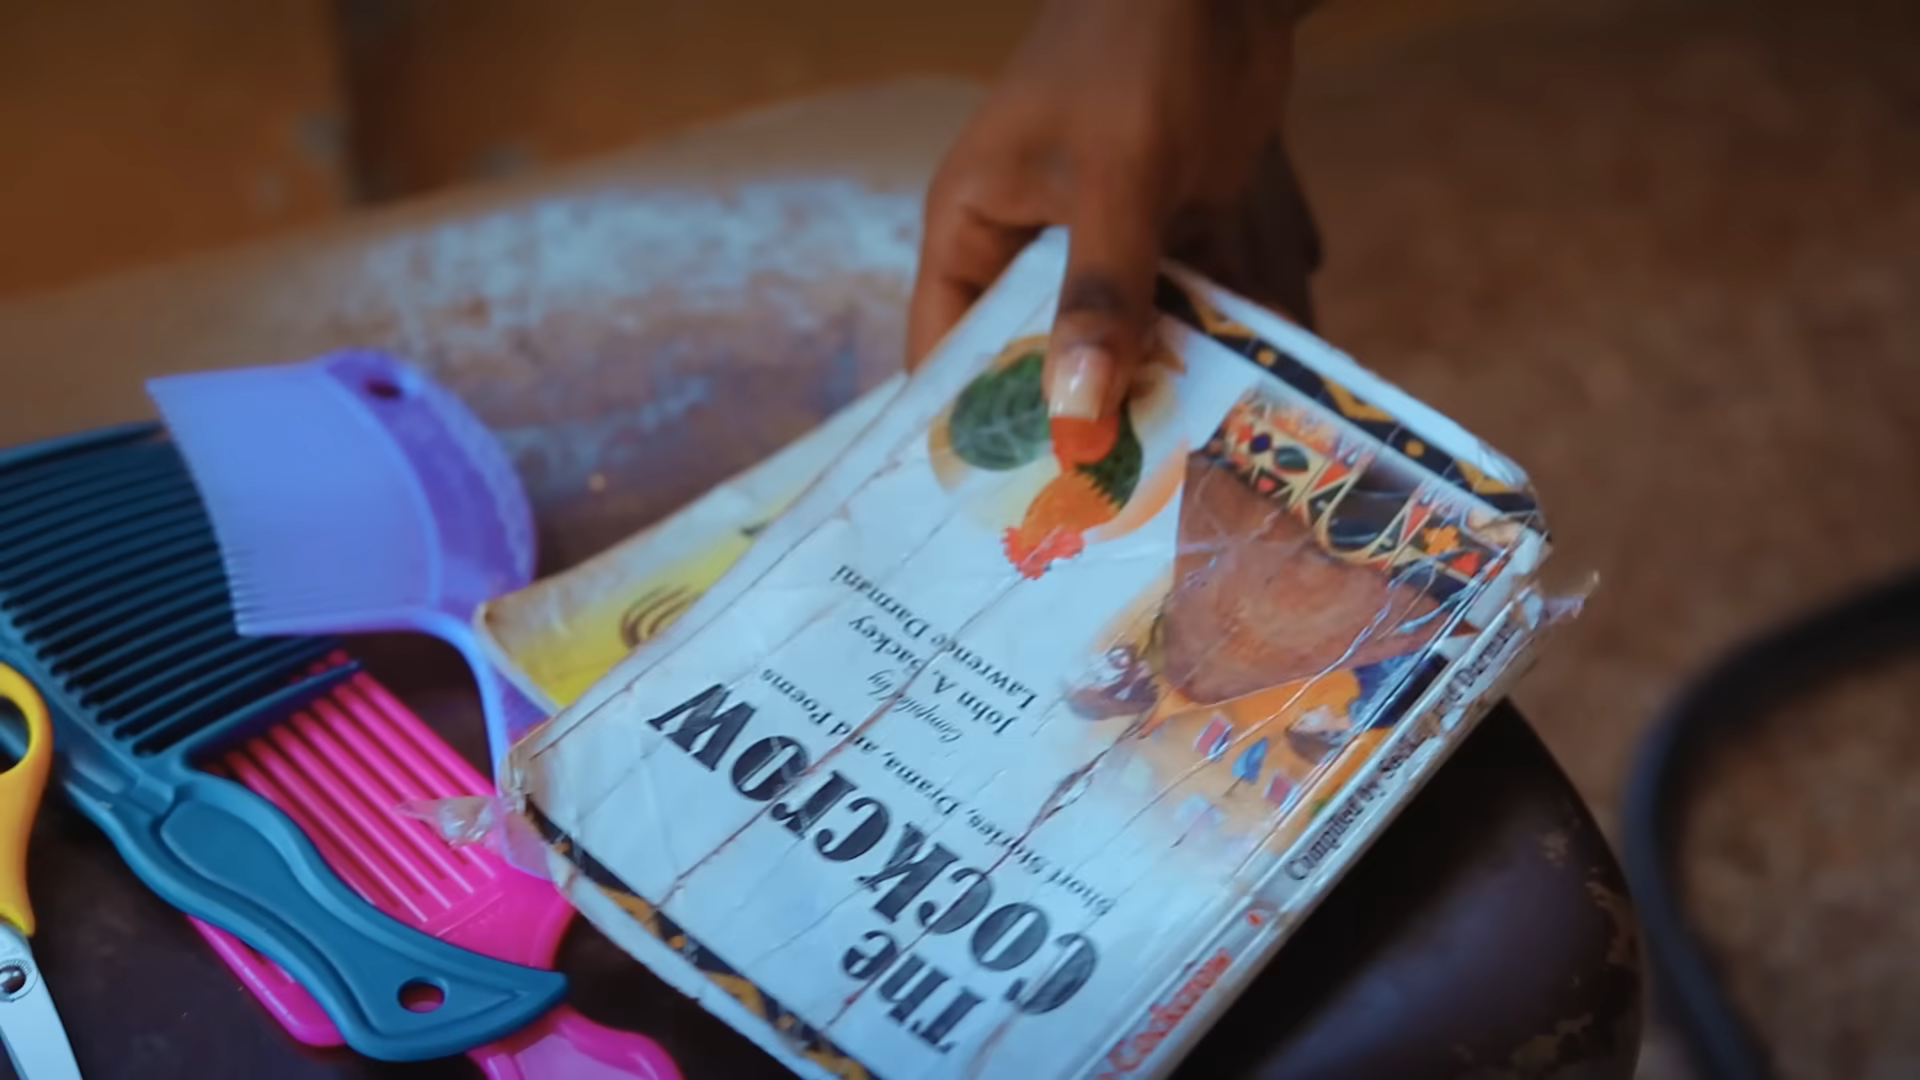 The
COCKCROW
Short Stories, Drama, and Poems
Compiled by
John A. Sackey
Lawrence Darmani
Cockcrow
Compiled by